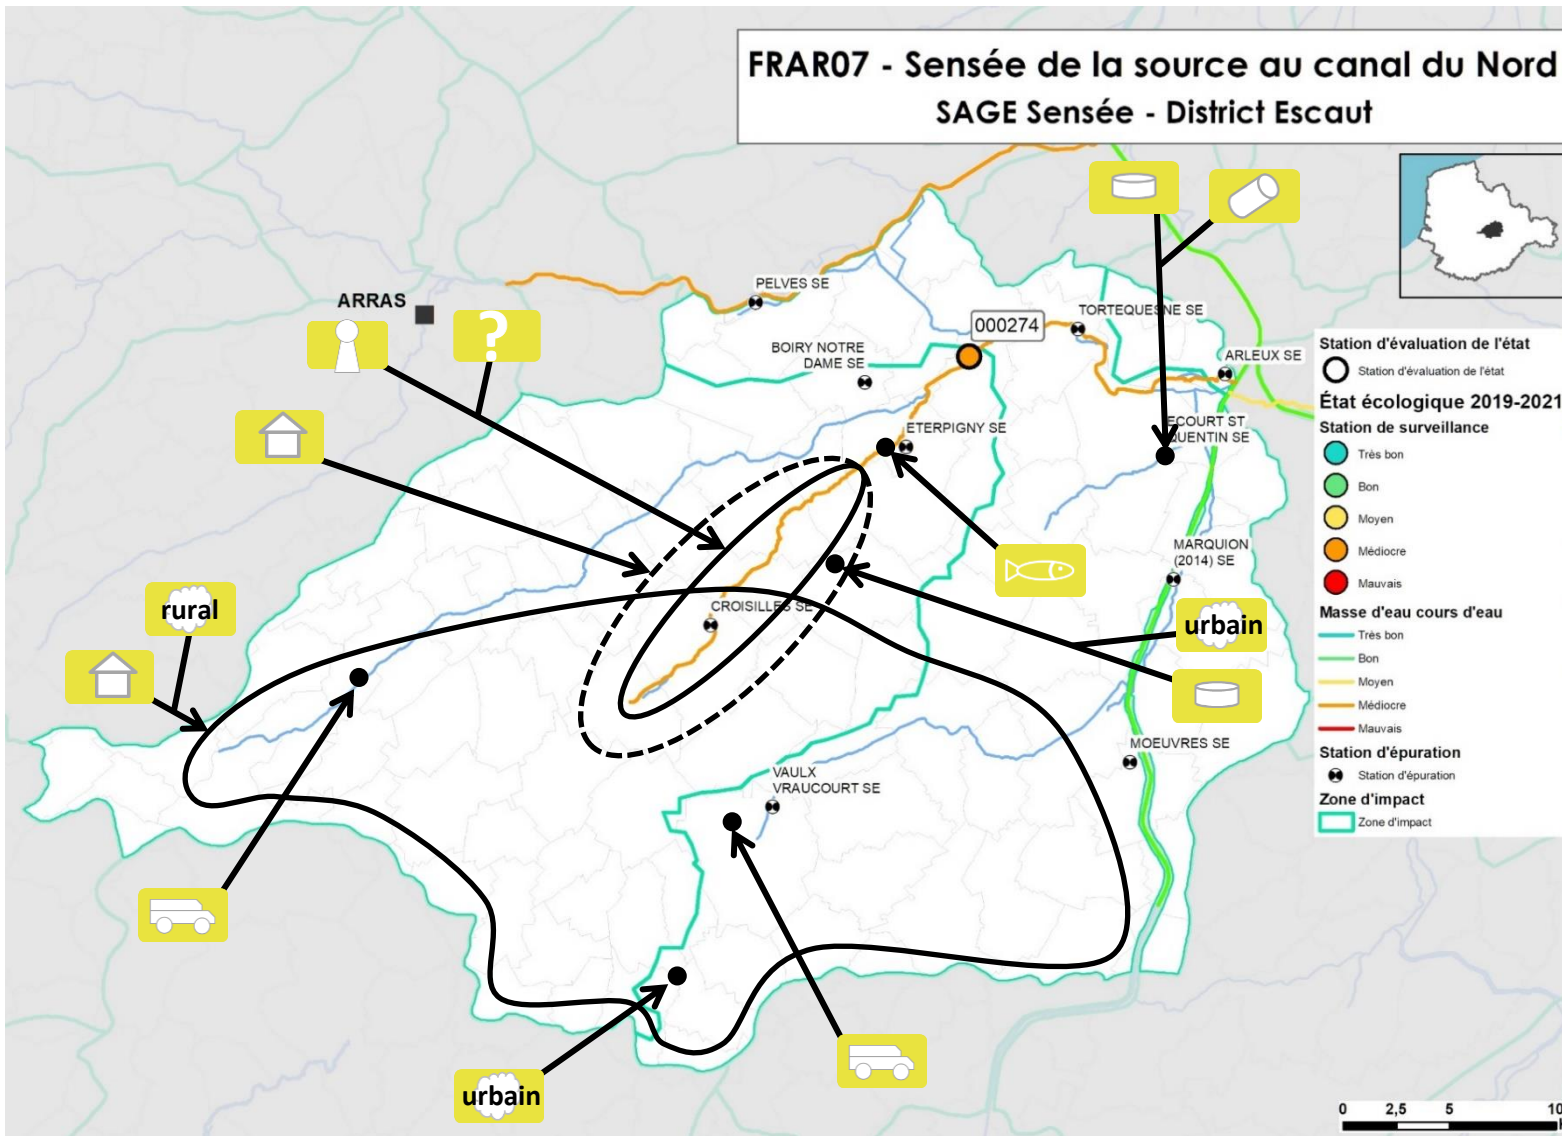 FRAR07 - Sensée de la source au canal du Nord
SAGE Sensée - District Escaut
PELVES SE
ARRAS
?
000274
TORTEQUESNE SE
BOIRY NOTRE
DAME SE
ARLEUX SE
ECOURT ST
QUENTIN SE
ETERPIGNY SE
MARQUION
(2014) SE
CROISILLES SE
rural
urbain
MOEUVRES SE
VAULX
VRAUCOURT SE
urbain
Station d'évaluation de l'état
Station d'évaluation de l'état
État écologique 2019-2021
Station de surveillance
Très bon
Bon
Moyen
Médiocre
Mauvais
Masse d'eau cours d'eau
Très bon
Bon
Moyen
Médiocre
Mauvais
Station d'épuration
Station d'épuration
Zone d'impact
Zone d'impact
0 2,5 5 10